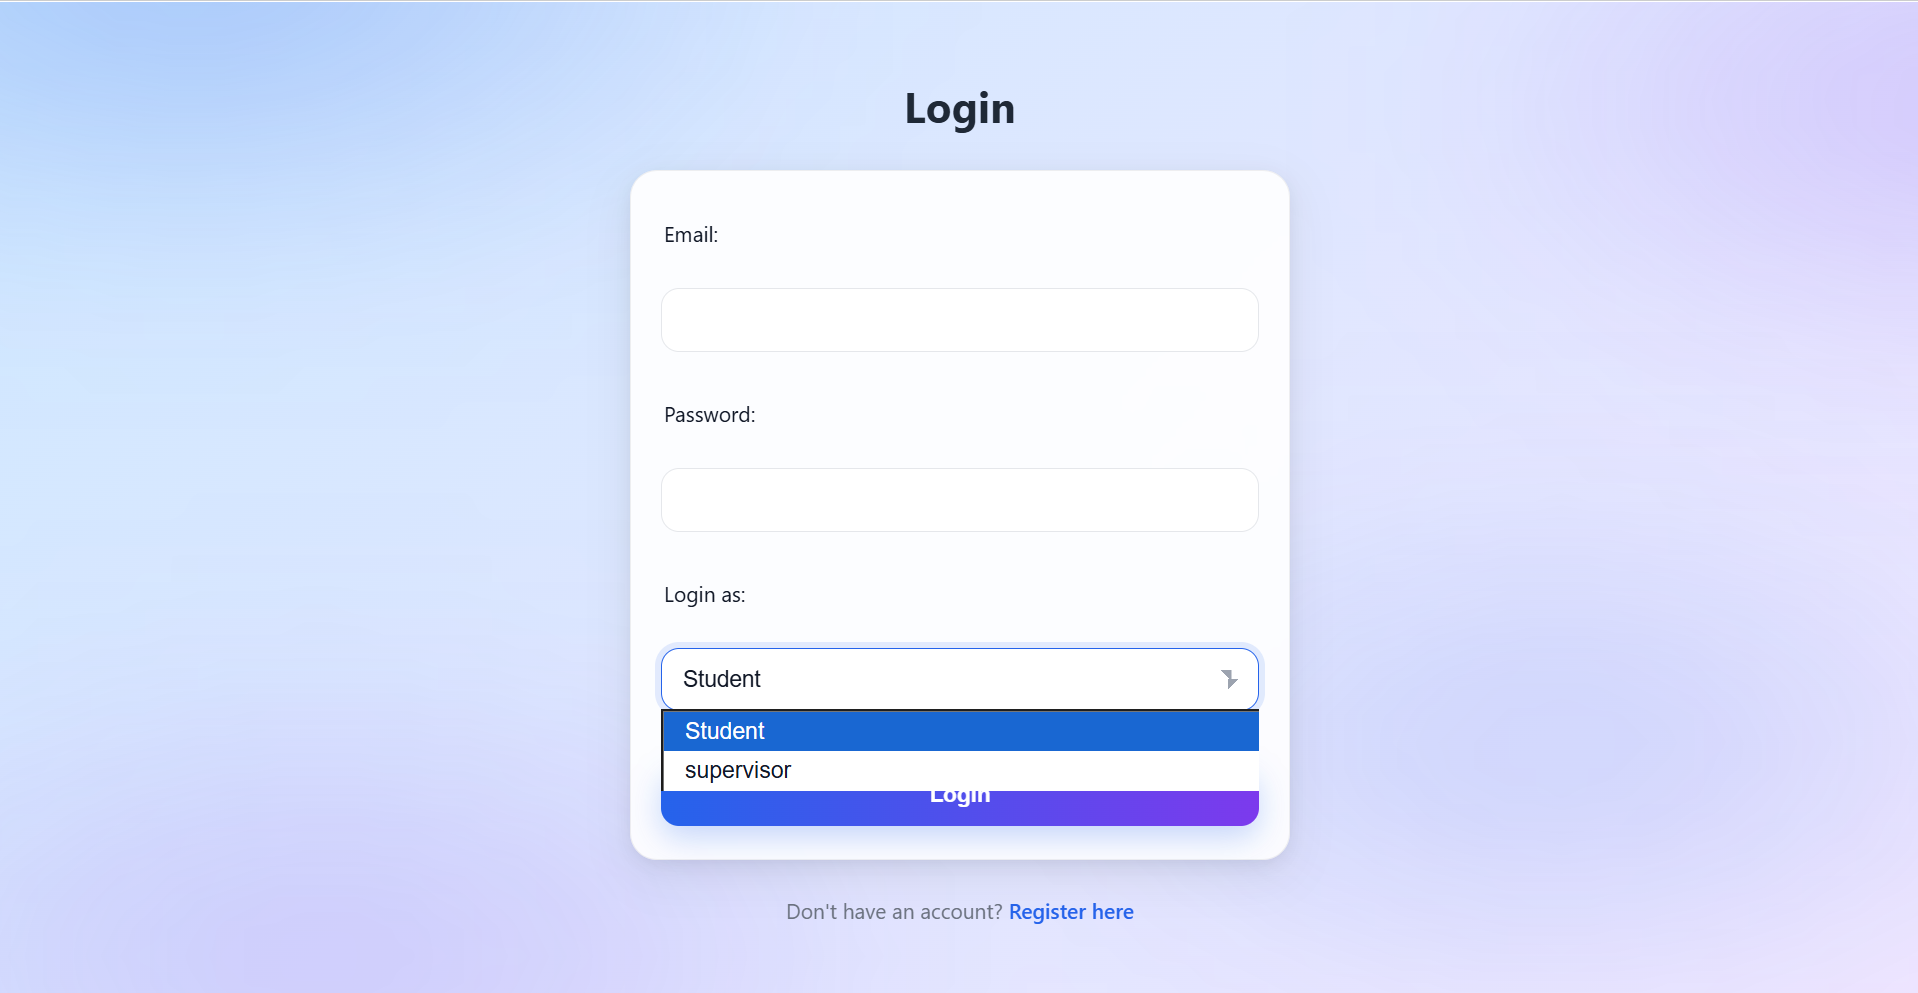 Login
Email:
Password:
Login as:
Student
Student
supervisor
Login
Don't have an account? Register here